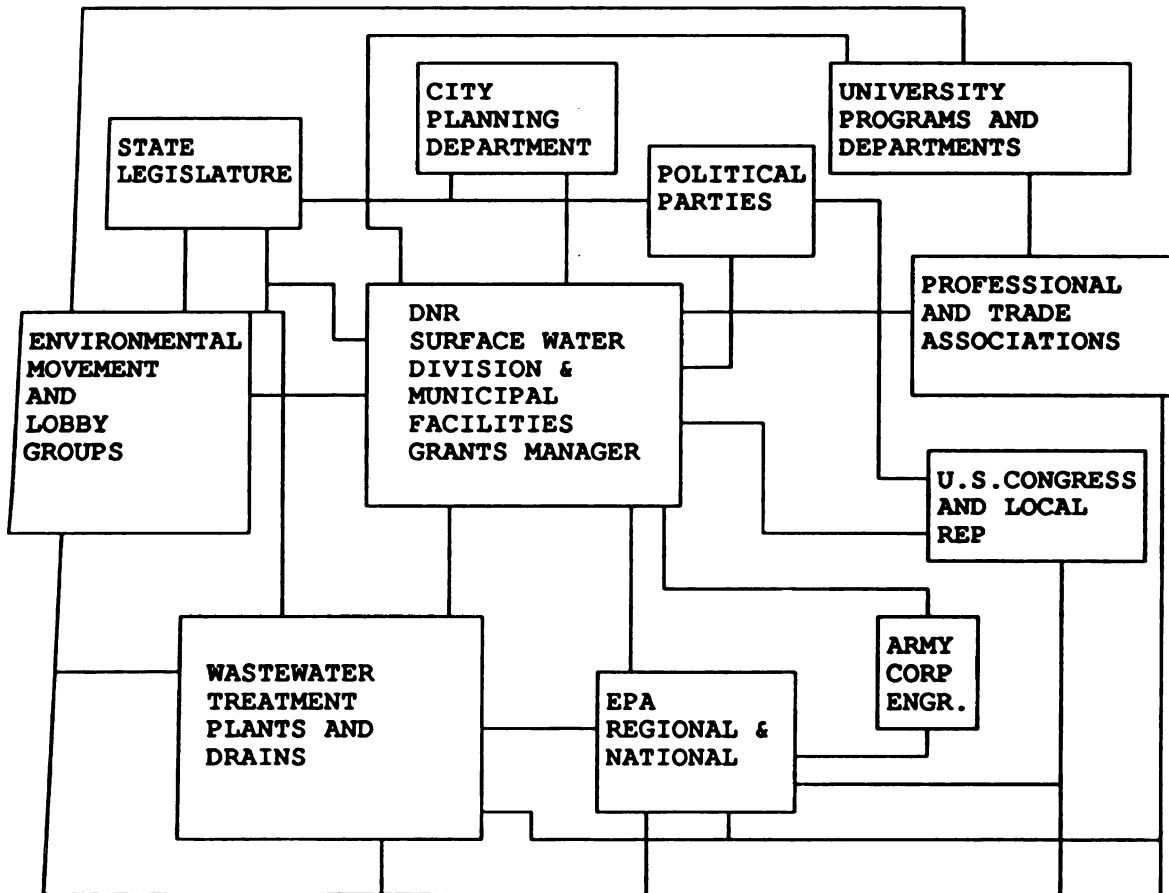 CITY
PLANNING
DEPARTMENT
UNIVERSITY
PROGRAMS AND
DEPARTMENTS
STATE
LEGISLATURE
POLITICAL
PARTIES
PROFESSIONAL
AND TRADE
ASSOCIATIONS
ENVIRONMENTAL
MOVEMENT
AND
LOBBY
GROUPS
DNR
SURFACE WATER
DIVISION &
MUNICIPAL
FACILITIES
GRANTS MANAGER
U.S.CONGRESS
AND LOCAL
REP
WASTEWATER
TREATMENT
PLANTS AND
DRAINS
EPA
REGIONAL &
NATIONAL
ARMY
CORP
ENGR.